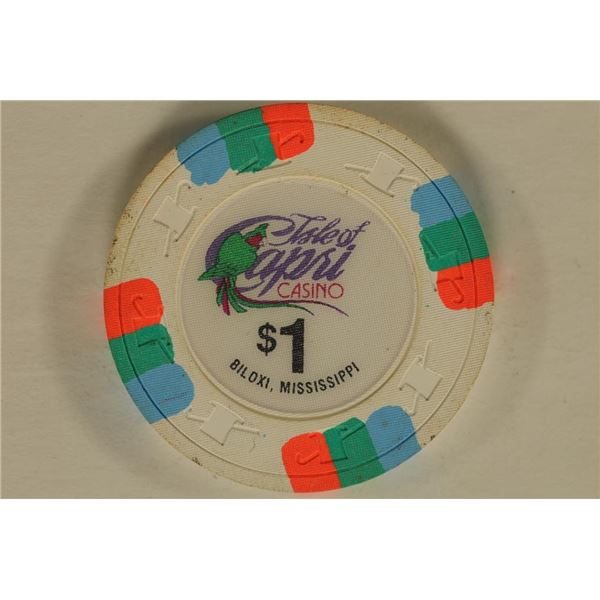 Isle of
Capri
CASINO
$1
BILOXI, MISSISSIPPI